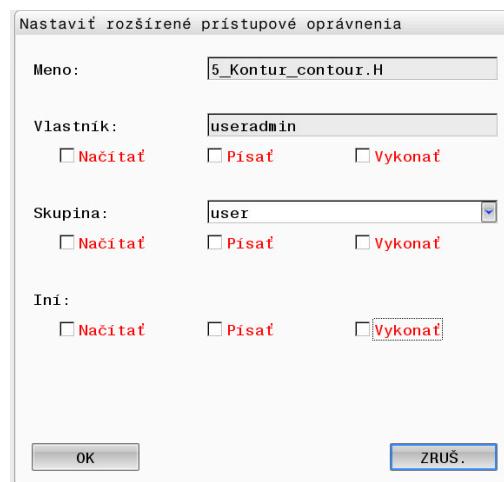 Nastaviť rozšírené prístupové oprávnenia
Meno: 5_Kontur_contour.H
Vlastník: useradmin
Načítať Písať Vykonať
Skupina: user
Načítať Písať Vykonať
Iní:
Načítať Písať Vykonať
OK ZRUŠ.